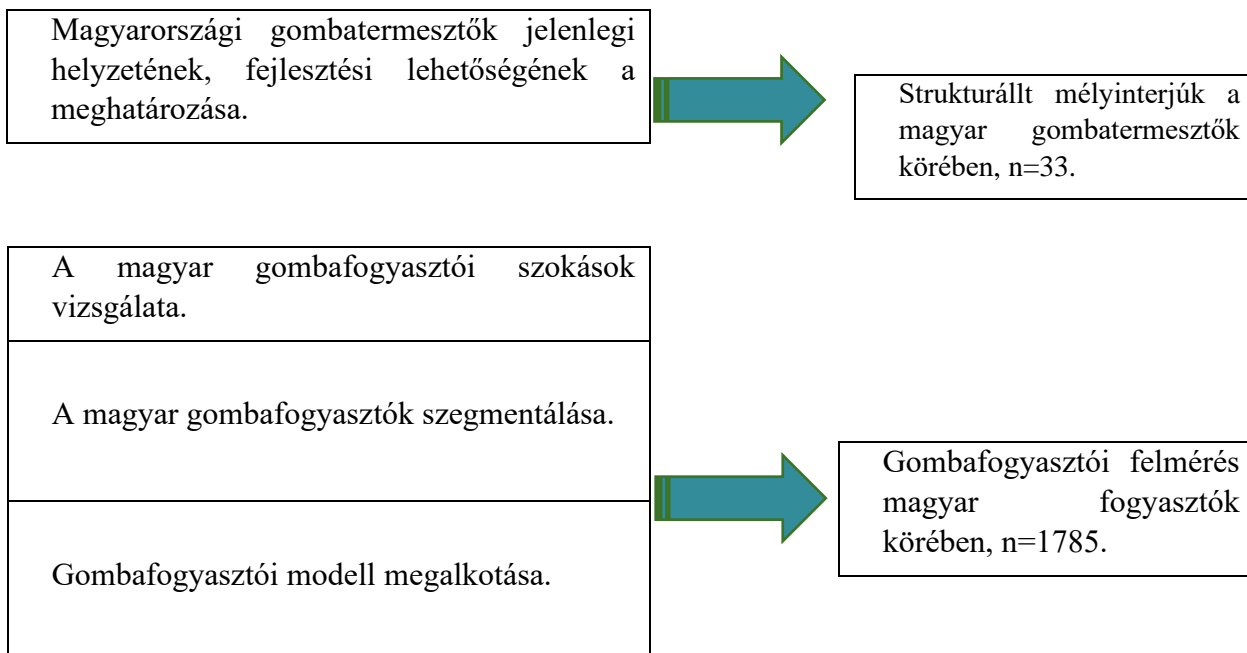 Magyarországi gombatermesztők jelenlegi
helyzetének, fejlesztési lehetőségének a
meghatározása.
Strukturállt mélyinterjúk a
magyar gombatermesztők
körében, n=33.
A magyar gombafogyasztói szokások
vizsgálata.
A magyar gombafogyasztók szegmentálása.
Gombafogyasztói modell megalkotása.
Gombafogyasztói felmérés
magyar fogyasztók
körében, n=1785.